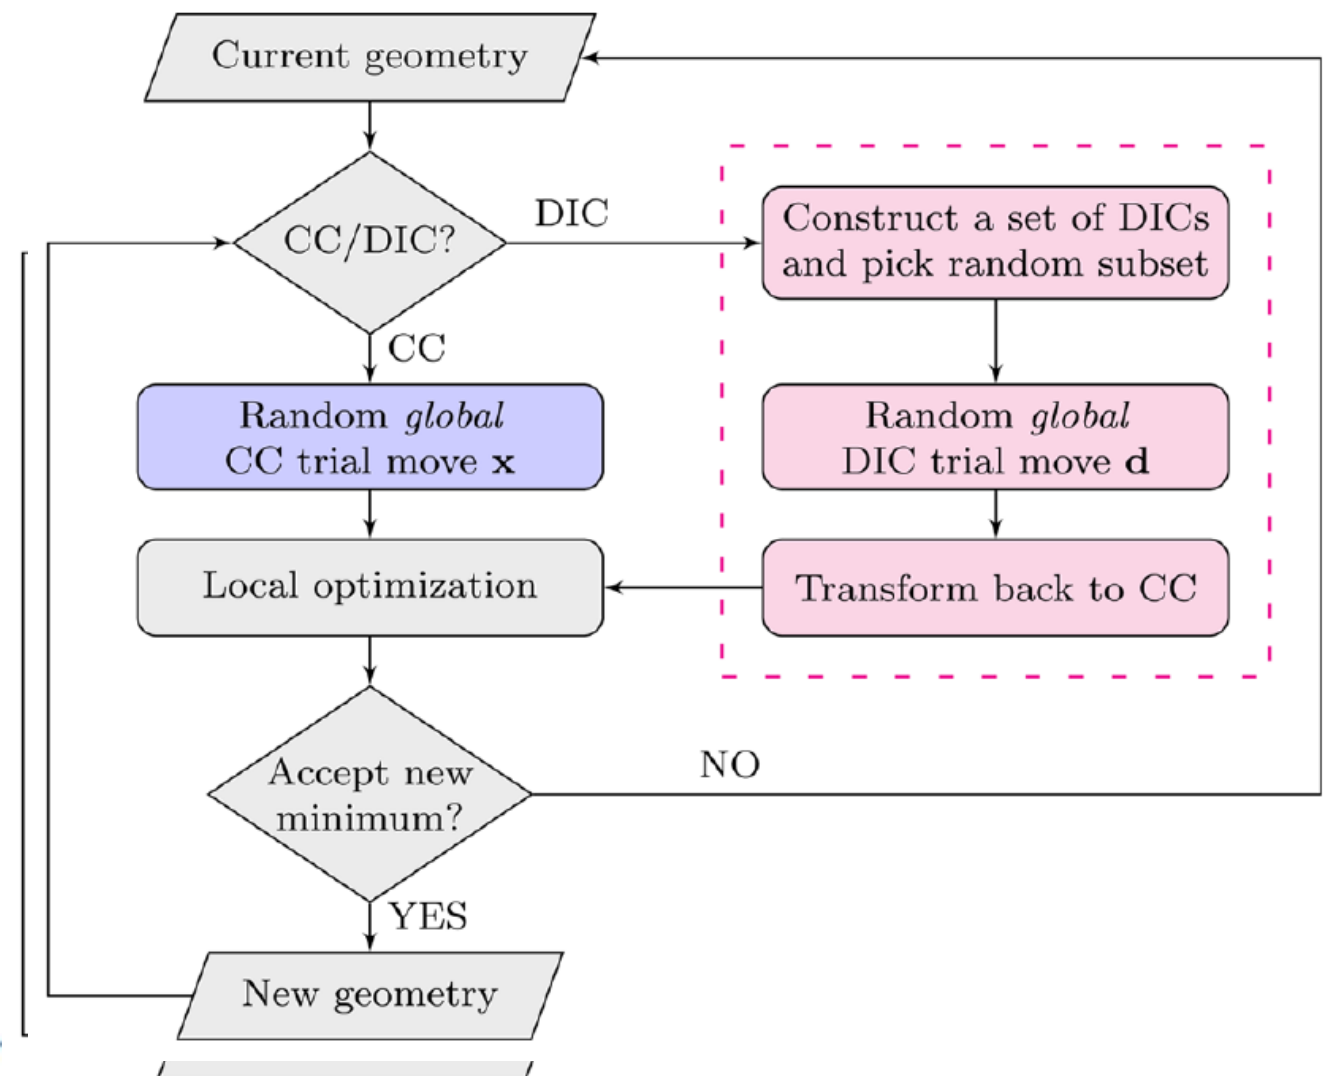 Current geometry
CC/DIC?
DIC
Construct a set of DICs
and pick random subset
CC
Random global
CC trial move x
Random global
DIC trial move d
Local optimization
Transform back to CC
Accept new
minimum?
NO
YES
New geometry